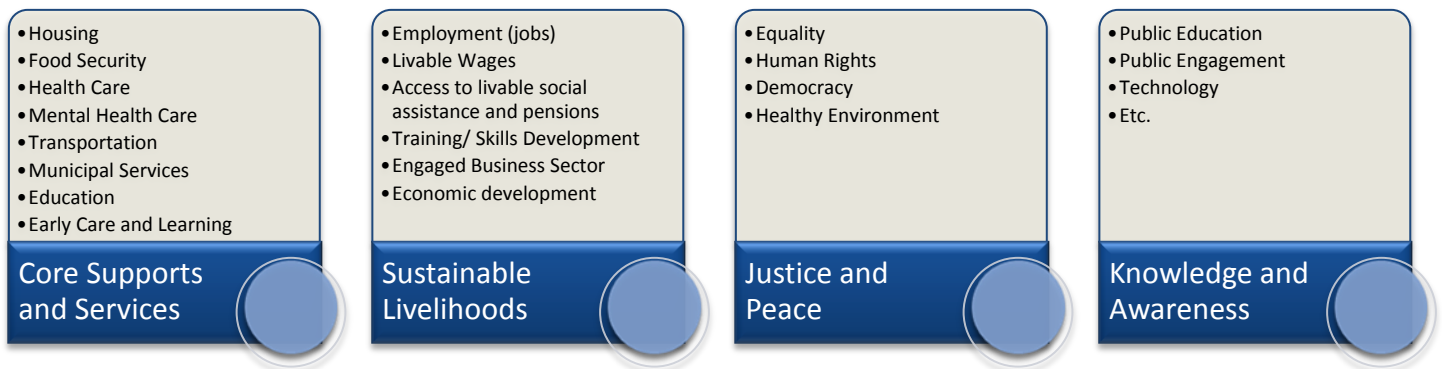 •Housing
•Food Security
•Health Care
•Mental Health Care
•Transportation
•Municipal Services
•Education
•Early Care and Learning
Core Supports
and Services
•Employment (jobs)
•Livable Wages
•Access to livable social
assistance and pensions
•Training/ Skills Development
•Engaged Business Sector
•Economic development
Sustainable
Livelihoods
•Equality
•Human Rights
•Democracy
•Healthy Environment
Justice and
Peace
•Public Education
•Public Engagement
•Technology
•Etc.
Knowledge and
Awareness